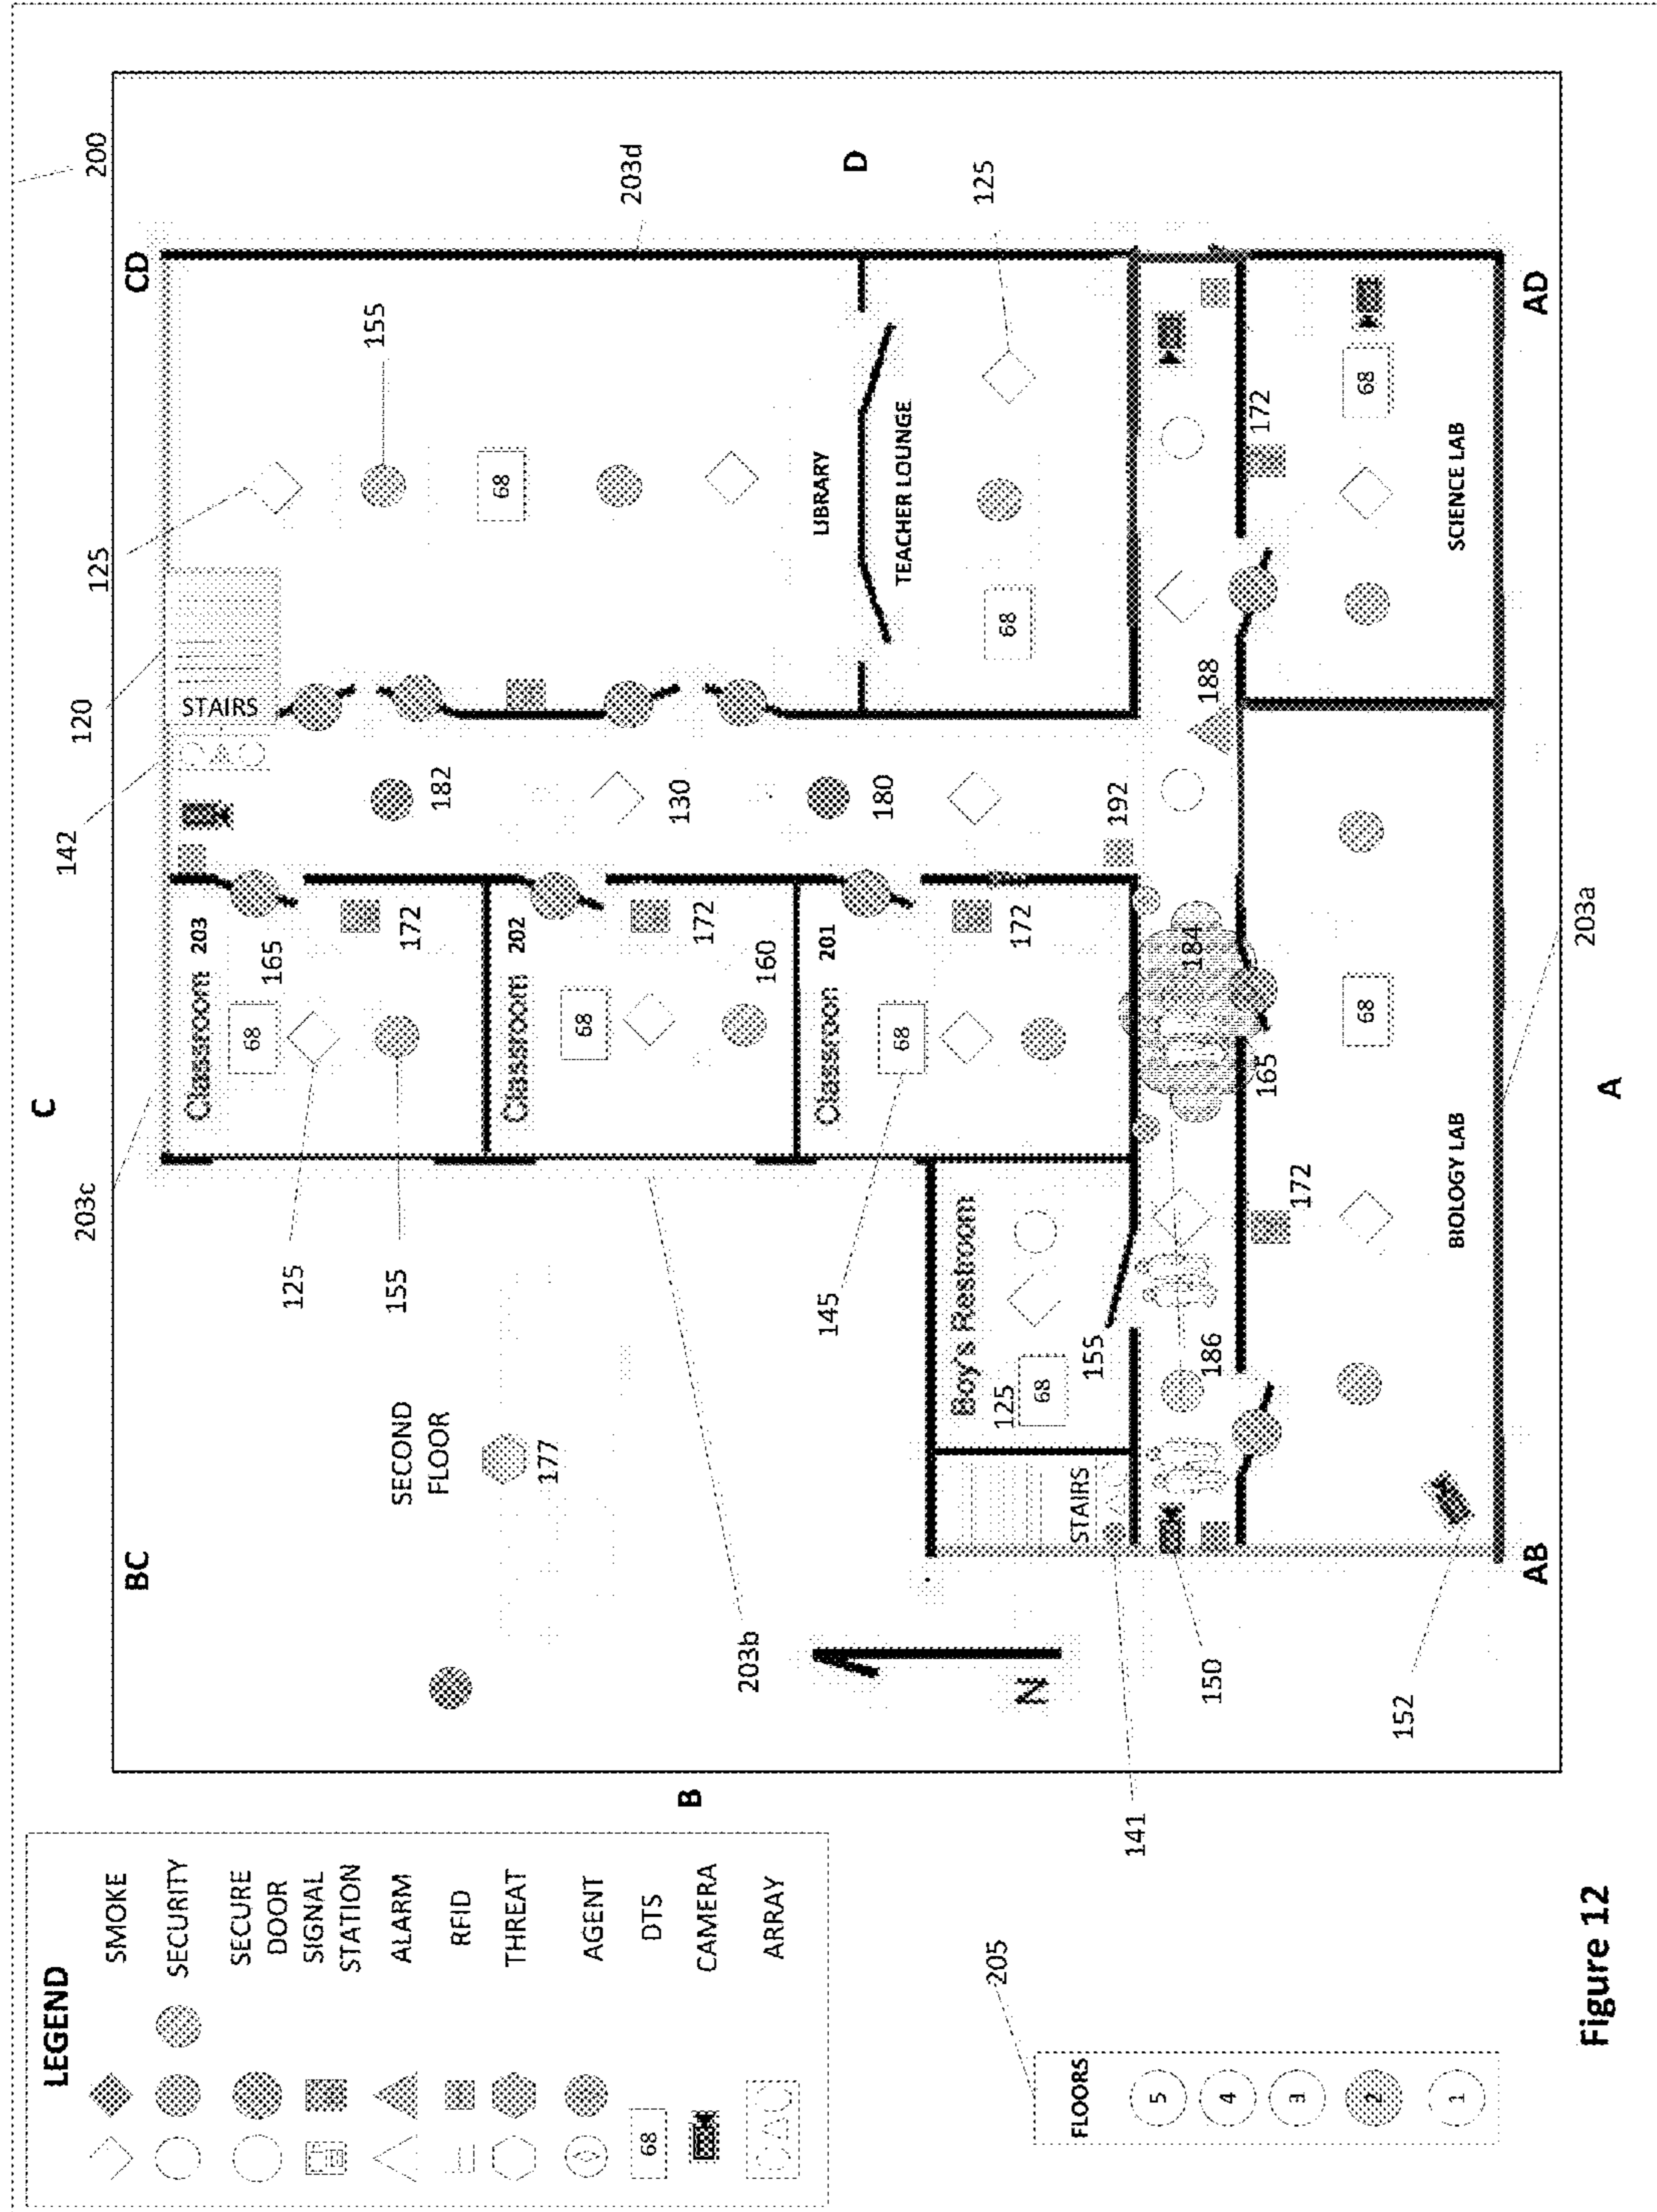 LEGEND
SMOKE
SECURITY
SECURE
DOOR
SIGNAL
STATION
ALARM
RFID
THREAT
AGENT
68
DTS
CAMERA
ARRAY
205
FLOORS
5
4
3
2
1
Figure 12
C
B
A
D
BC
CD
AB
AD
200
142
120
125
203c
203d
203b
203a
SECOND
FLOOR
177
N
STAIRS
182
130
180
192
188
Classroom 203
68
165
172
125
155
Classroom 202
68
172
160
Classroon 201
68
172
145
155
68
LIBRARY
TEACHER LOUNGE
68
125
Boy's Restroom
125
68
155
STAIRS
141
150
152
186
184
165
172
68
BIOLOGY LAB
172
68
SCIENCE LAB